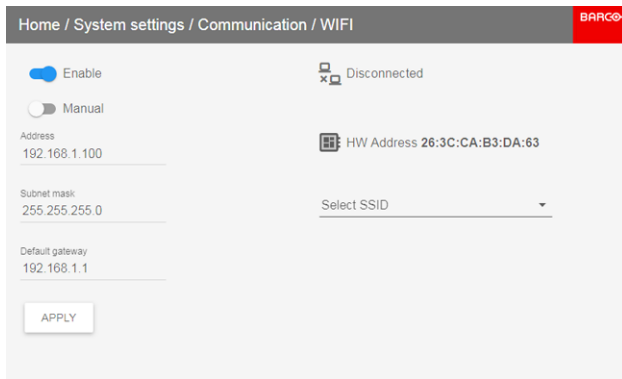 Home / System settings / Communication / WIFI
BARCO
Enable
Disconnected
Manual
Address
192.168.1.100
HW Address 26:3C:CA:B3:DA:63
Subnet mask
255.255.255.0
Select SSID
Default gateway
192.168.1.1
APPLY